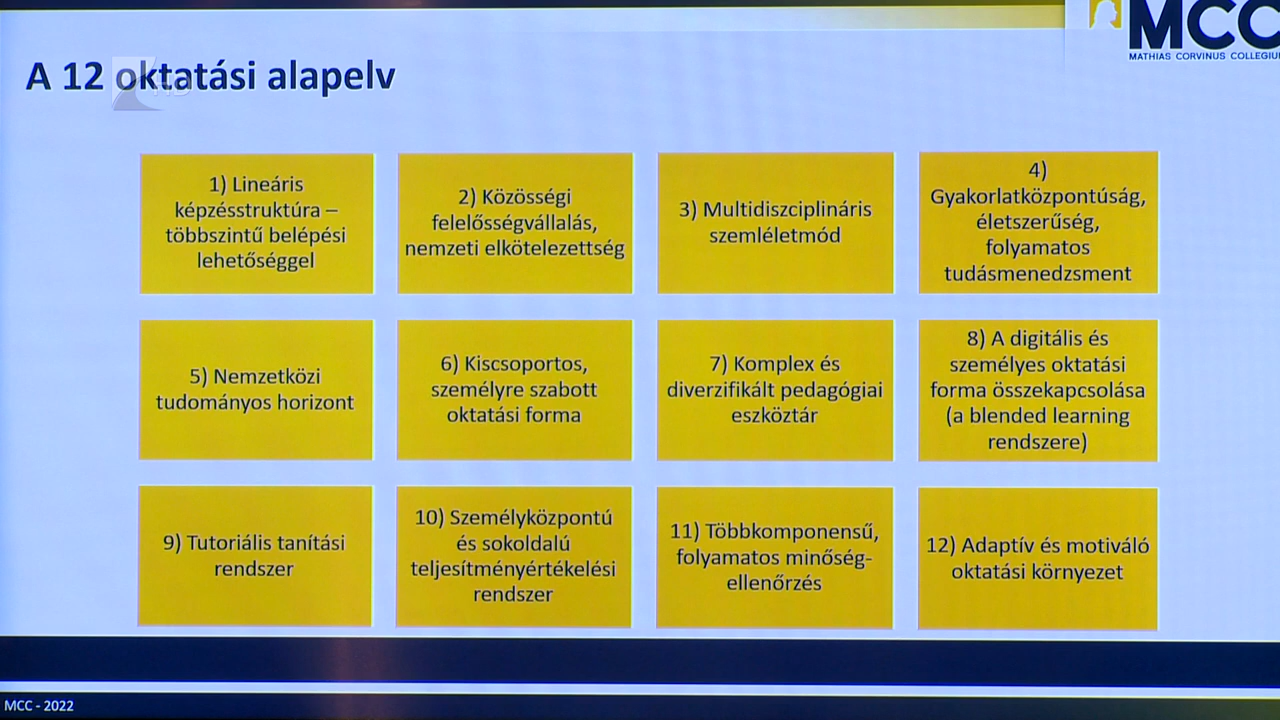 MCC
MATHIAS CORVINUS COLLEGIUM
A 12 oktatási alapelv
HD
1) Lineáris
képzésstruktúra –
többszintű belépési
lehetőséggel
2) Közösségi
felelősségvállalás,
nemzeti elkötelezettség
3) Multidiszciplináris
szemléletmód
4)
Gyakorlatközpontúság,
életszerűség,
folyamatos
tudásmenedzsment
5) Nemzetközi
tudományos horizont
6) Kiscsoportos,
személyre szabott
oktatási forma
7) Komplex és
diverzifikált pedagógiai
eszköztár
8) A digitális és
személyes oktatási
forma összekapcsolása
(a blended learning
rendszere)
9) Tutoriális tanítási
rendszer
10) Személyközpontú
és sokoldalú
teljesítményértékelési
rendszer
11) Többkomponensű,
folyamatos minőség-
ellenőrzés
12) Adaptív és motiváló
oktatási környezet
MCC - 2022